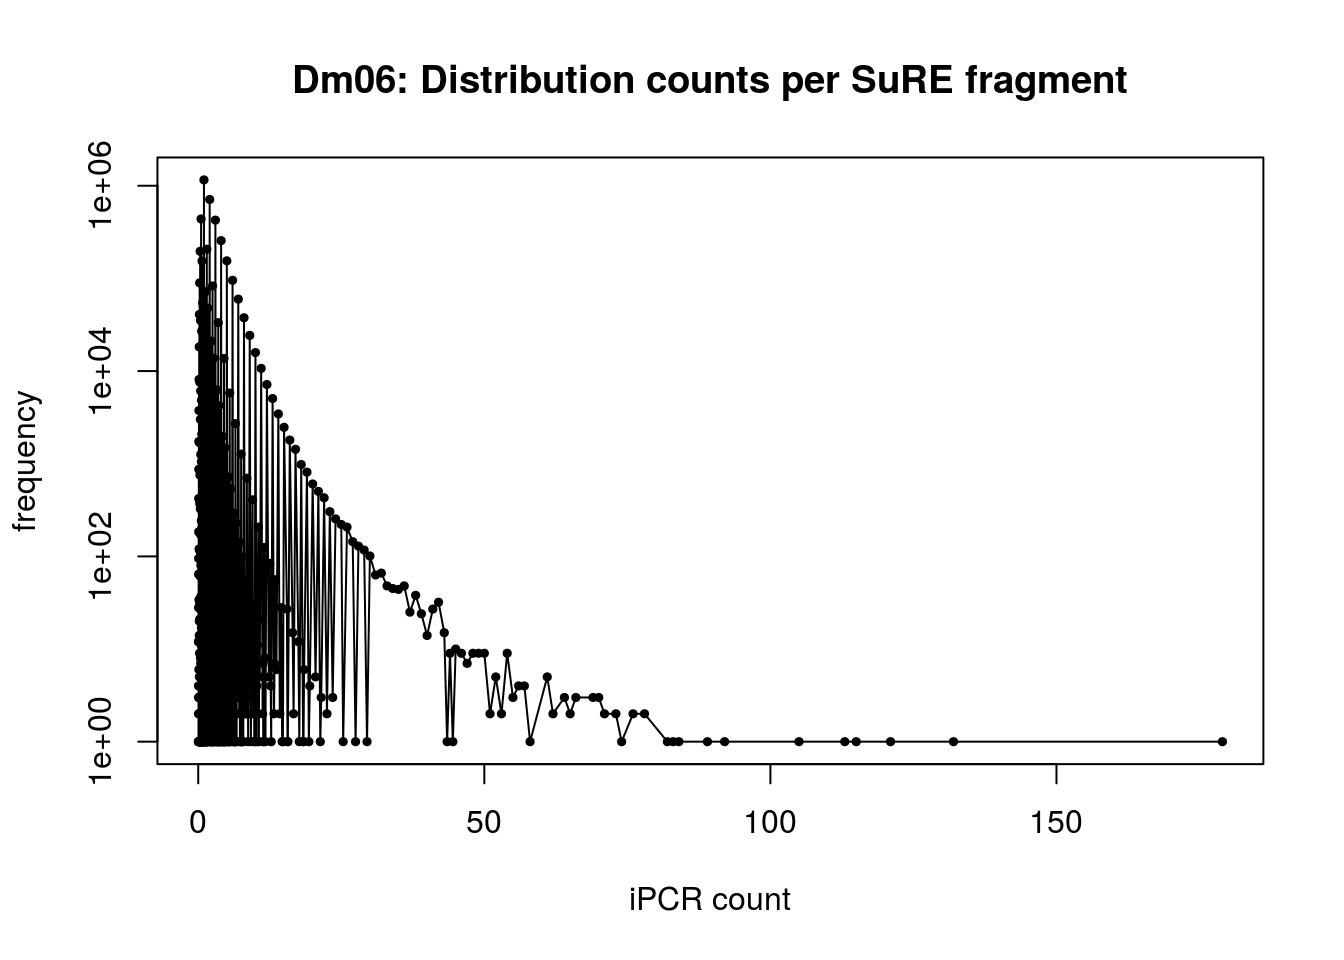 Dm06: Distribution counts per SuRE fragment
frequency
1e+06
1e+04
1e+02
1e+00
0 50 100 150
iPCR count